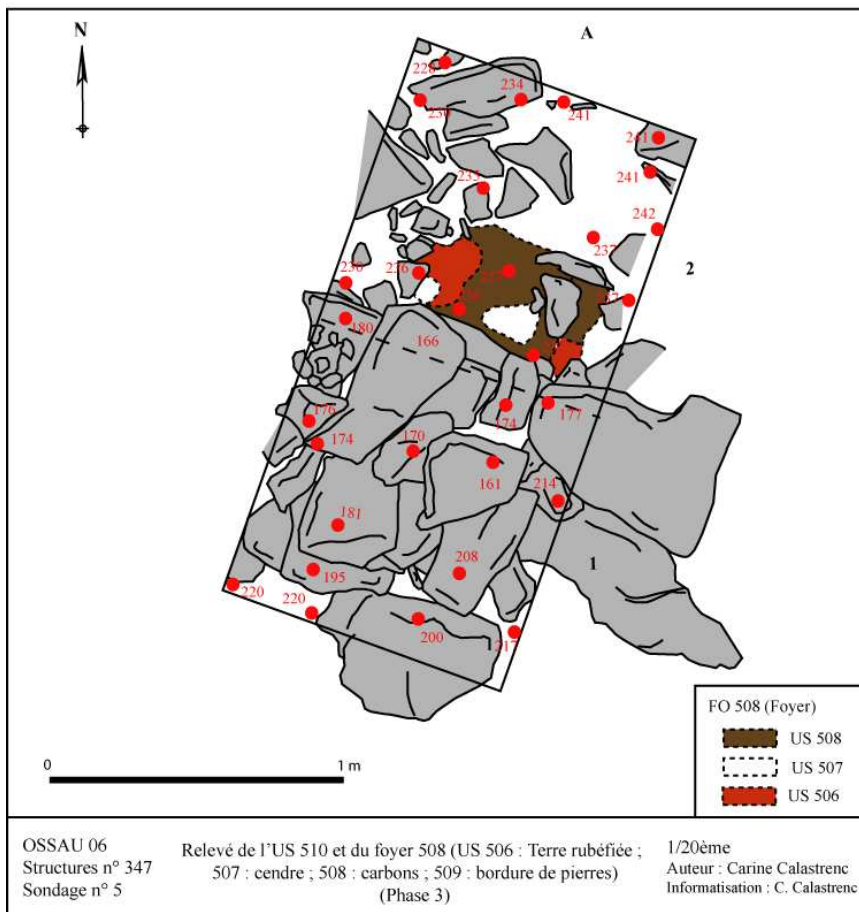 A
N
228
234
230
241
241
241
235
242
237
2
236
230
180
166
176
174
177
174
170
161
214
181
208
1
195
220
220
200
217
FO 508 (Foyer)
US 508
US 507
US 506
0 1 m
OSSAU 06
Structures n° 347
Sondage n° 5
Relevé de l'US 510 et du foyer 508 (US 506 : Terre rubéfiée ;
507 : cendre ; 508 : carbons ; 509 : bordure de pierres)
(Phase 3)
1/20ème
Auteur : Carine Calastrenc
Informatisation : C. Calastrenc